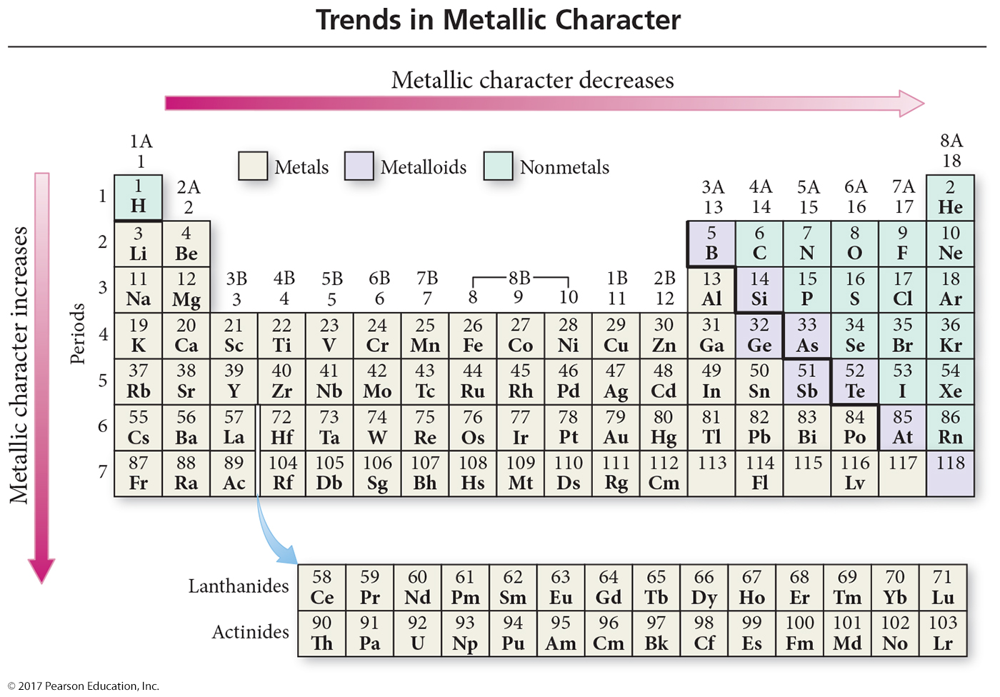 Trends in Metallic Character
Metallic character decreases
1A 8A
1 18
Metals Metalloids Nonmetals
1 1 2A 3A 4A 5A 6A 7A 2
H 2 13 14 15 16 17 He
2 3 4 5 6 7 8 9 10
Li Be B C N O F Ne
3 11 12 3B 4B 5B 6B 7B 8B 1B 2B 13 14 15 16 17 18
Na Mg 3 4 5 6 7 8 9 10 11 12 Al Si P S Cl Ar
4 19 20 21 22 23 24 25 26 27 28 29 30 31 32 33 34 35 36
K Ca Sc Ti V Cr Mn Fe Co Ni Cu Zn Ga Ge As Se Br Kr
5 37 38 39 40 41 42 43 44 45 46 47 48 49 50 51 52 53 54
Rb Sr Y Zr Nb Mo Tc Ru Rh Pd Ag Cd In Sn Sb Te I Xe
6 55 56 57 72 73 74 75 76 77 78 79 80 81 82 83 84 85 86
Cs Ba La Hf Ta W Re Os Ir Pt Au Hg Tl Pb Bi Po At Rn
7 87 88 89 104 105 106 107 108 109 110 111 112 113 114 115 116 117 118
Fr Ra Ac Rf Db Sg Bh Hs Mt Ds Rg Cm Fl Lv
Metallic character increases
Periods
Lanthanides 58 59 60 61 62 63 64 65 66 67 68 69 70 71
Ce Pr Nd Pm Sm Eu Gd Tb Dy Ho Er Tm Yb Lu
Actinides 90 91 92 93 94 95 96 97 98 99 100 101 102 103
Th Pa U Np Pu Am Cm Bk Cf Es Fm Md No Lr
© 2017 Pearson Education, Inc.